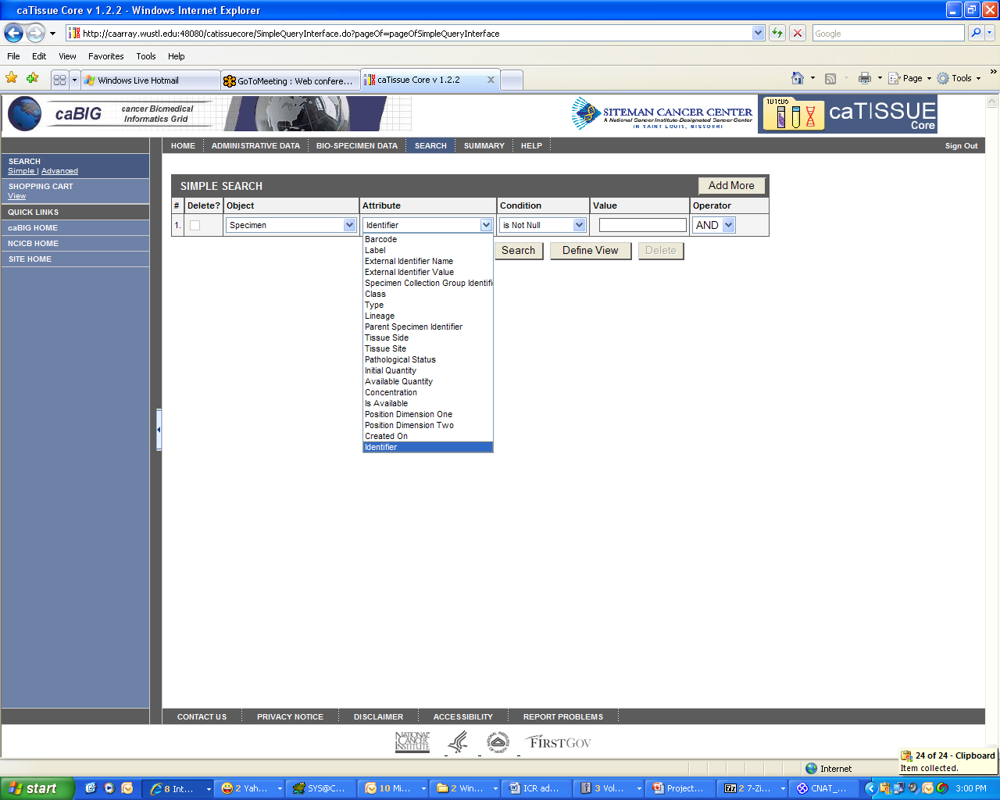 caTissue Core v 1.2.2 - Windows Internet Explorer
http://caarray.wustl.edu:48080/catissuecore/SimpleQueryInterface.do?pageOf=pageOfSimpleQueryInterface
Google
File Edit View Favorites Tools Help
Windows Live Hotmail
GoToMeeting : Web confere...
caTissue Core v 1.2.2
Page
Tools
caBIG
cancer Biomedical
Informatics Grid
SITEMAN CANCER CENTER
A National Cancer Institute-Designated Cancer Center
IN SAINT LOUIS, MISSOURI
caTISSUE
Core
HOME ADMINISTRATIVE DATA BIO-SPECIMEN DATA SEARCH SUMMARY HELP Sign Out
SEARCH
Simple | Advanced
SHOPPING CART
View
QUICK LINKS
caBIG HOME
NCICB HOME
SITE HOME
SIMPLE SEARCH
Add More
# Delete? Object Attribute Condition Value Operator
1. Specimen Identifier is Not Null AND
Barcode
Label
External Identifier Name
External Identifier Value
Specimen Collection Group Identifi
Class
Type
Lineage
Parent Specimen Identifier
Tissue Side
Tissue Site
Pathological Status
Initial Quantity
Available Quantity
Concentration
Is Available
Position Dimension One
Position Dimension Two
Created On
Identifier
Search Define View Delete
CONTACT US PRIVACY NOTICE DISCLAIMER ACCESSIBILITY REPORT PROBLEMS
NATIONAL
CANCER
INSTITUTE
FIRSTGOV
24 of 24 - Clipboard
Item collected.
Internet
start
8 Int...
2 Yah...
SYS@C...
10 Mi...
2 Win...
ICR ad...
3 Vol...
Project...
2 7-Zi...
CNAT_...
3:00 PM